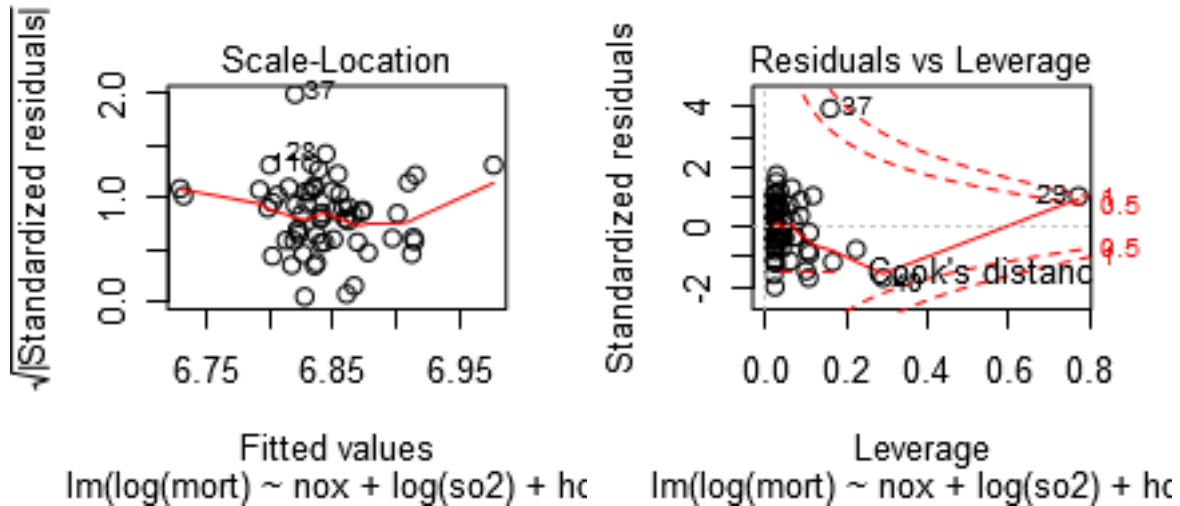 Scale-Location
√|Standardized residuals|
2.0
1.0
0.0
37
28
6.75
6.85
6.95
Fitted values
lm(log(mort) ~ nox + log(so2) + hc
Residuals vs Leverage
Standardized residuals
4
2
0
-2
37
1
0.5
0.5
1
Cook's distanc
0.0
0.2
0.4
0.6
0.8
Leverage
lm(log(mort) ~ nox + log(so2) + hc